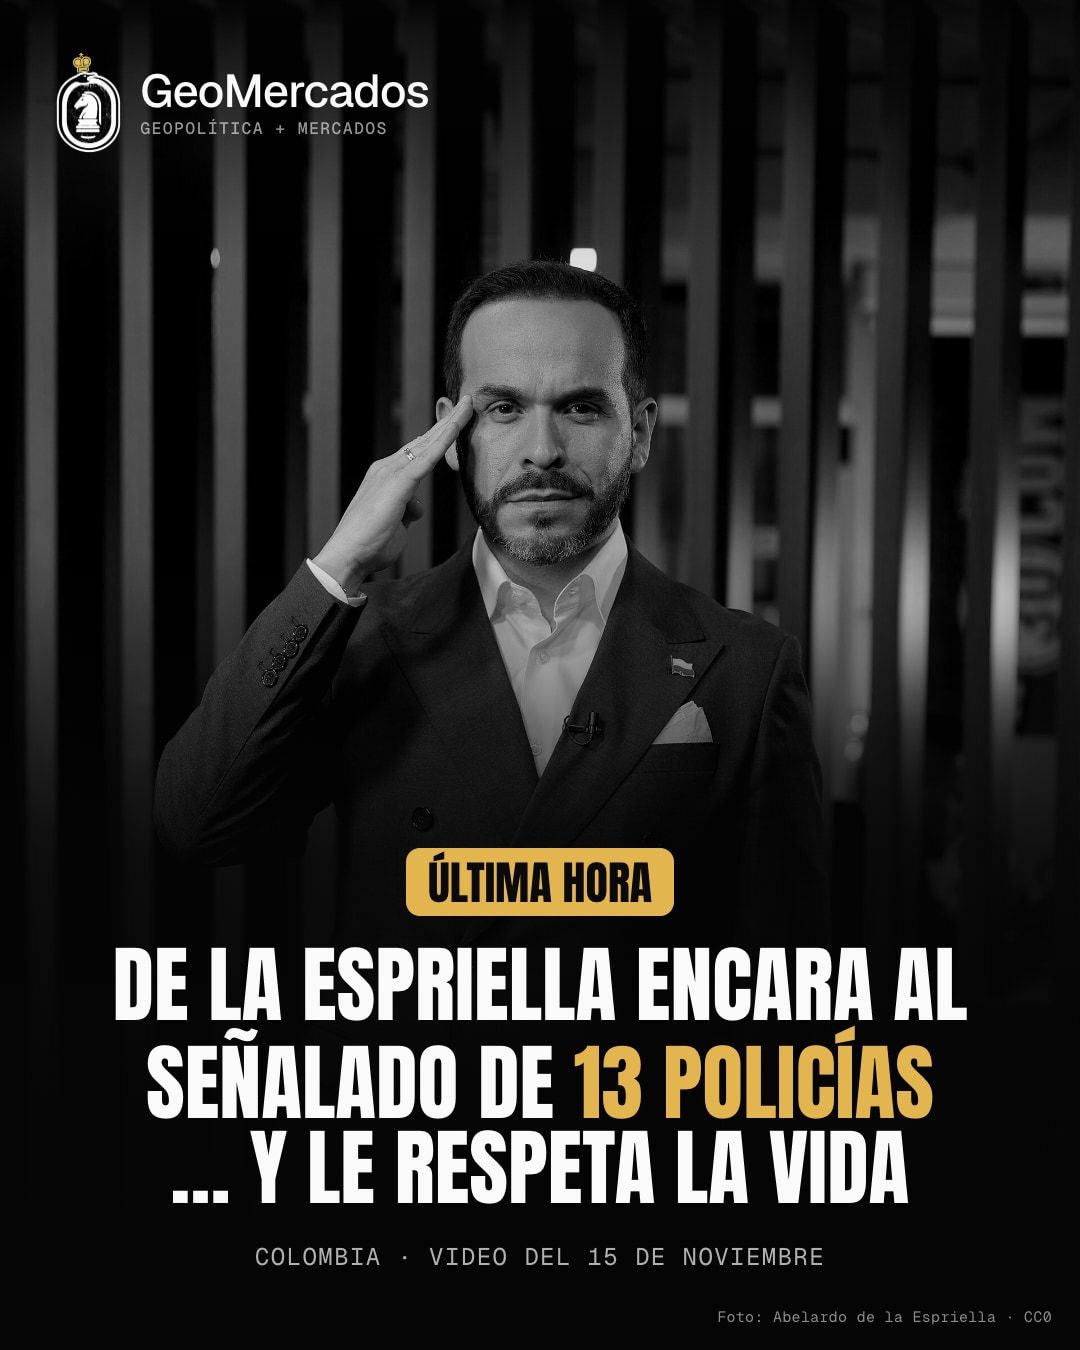 GeoMercados
GEOPOLÍTICA + MERCADOS
ÚLTIMA HORA
DE LA ESPRIELLA ENCARA AL
SEÑALADO DE 13 POLICÍAS
... Y LE RESPETA LA VIDA
COLOMBIA · VIDEO DEL 15 DE NOVIEMBRE
Foto: Abelardo de la Espriella · CC0